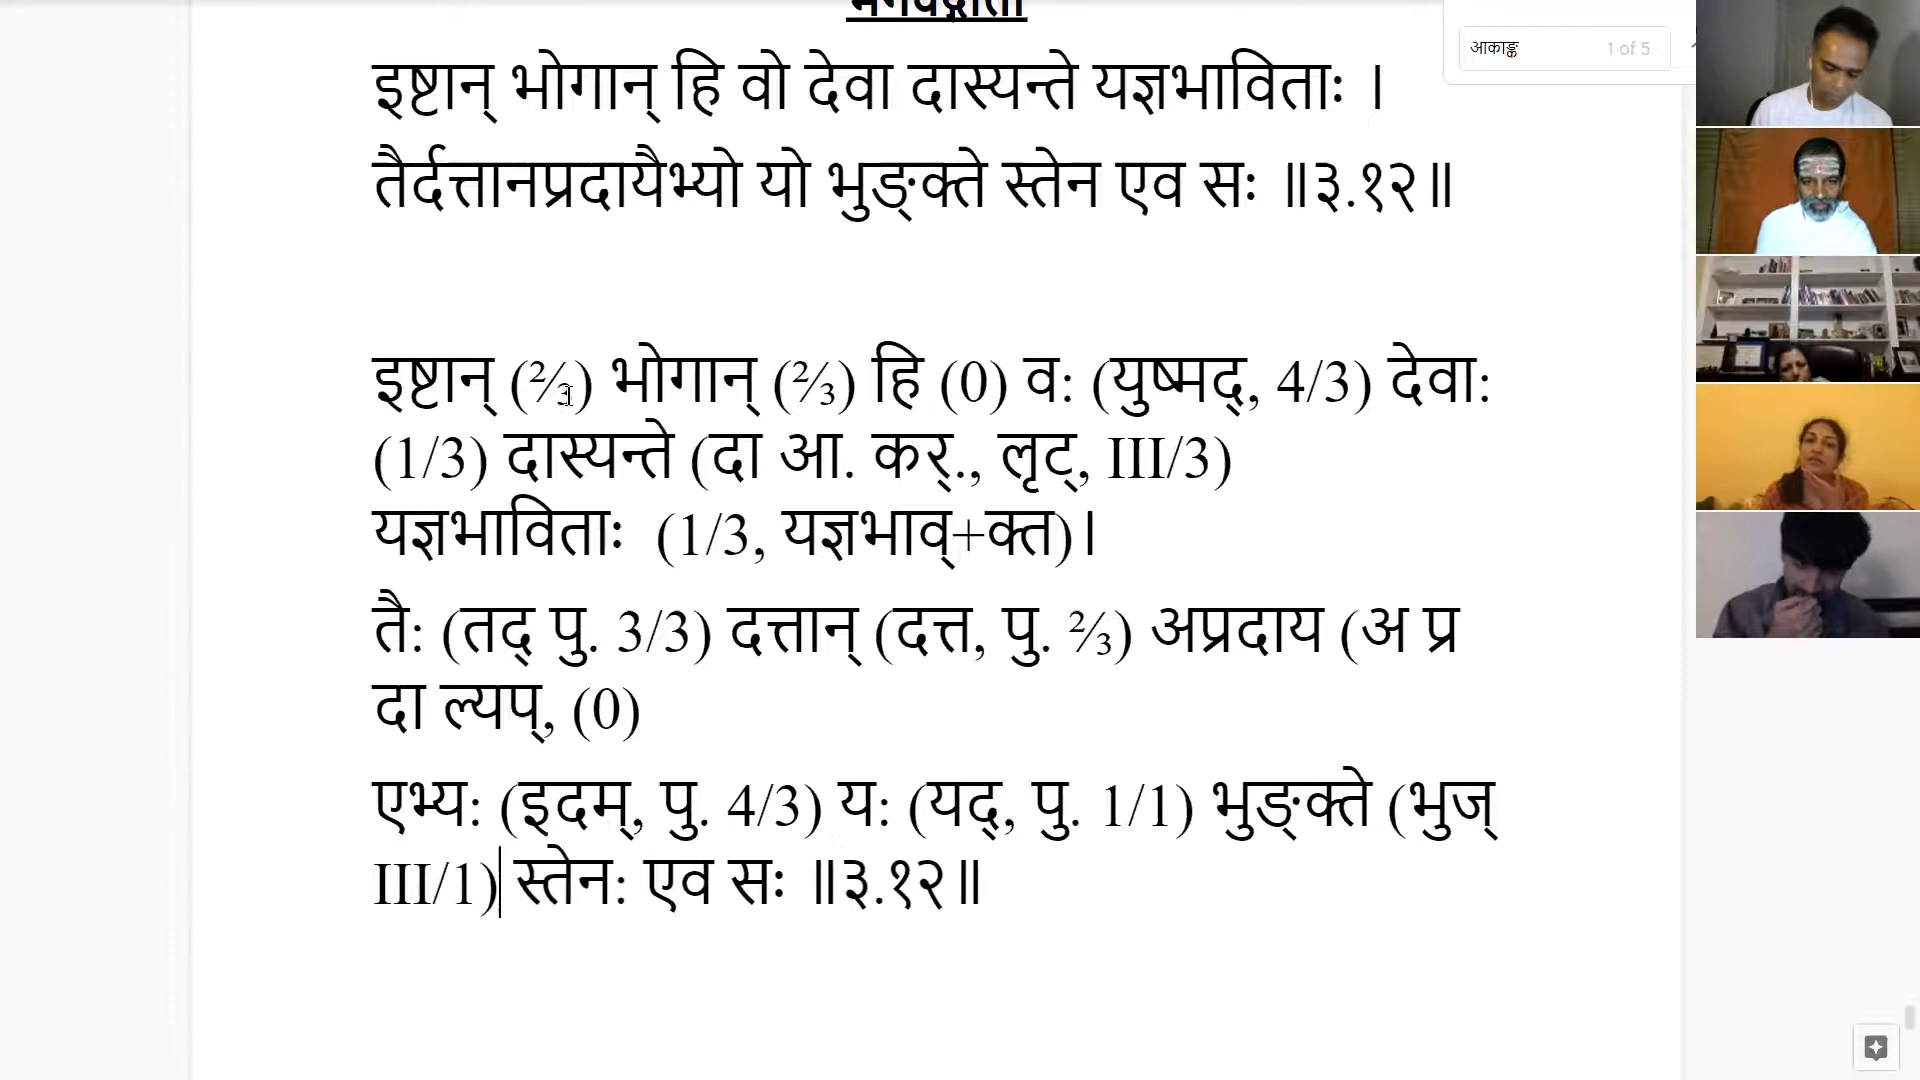 भगवद्गीता
आकाङ्क 1 of 5
इष्टान् भोगान् हि वो देवा दास्यन्ते यज्ञभाविताः ।
तैर्दत्तानप्रदायैभ्यो यो भुङ्क्ते स्तेन एव सः ॥३.१२॥
इष्टान् (⅔) भोगान् (⅔) हि (0) वः (युष्मद्, 4/3) देवाः
(1/3) दास्यन्ते (दा आ. कर्., लृट्, III/3)
यज्ञभाविताः (1/3, यज्ञभाव्+क्त)।
तैः (तद् पु. 3/3) दत्तान् (दत्त, पु. ⅔) अप्रदाय (अ प्र
दा ल्यप्, (0)
एभ्यः (इदम्, पु. 4/3) यः (यद्, पु. 1/1) भुङ्क्ते (भुज्
III/1) स्तेनः एव सः ॥३.१२॥